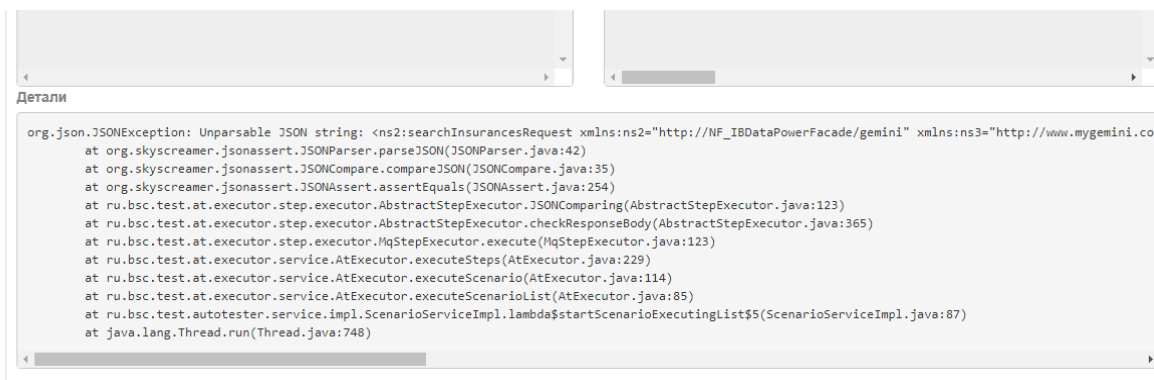 Детали
org.json.JSONException: Unparsable JSON string: <ns2:searchInsurancesRequest xmlns:ns2="http://NF_IBDataPowerFacade/gemini" xmlns:ns3="http://www.mygemini.co
at org.skyscreamer.jsonassert.JSONParser.parseJSON(JSONParser.java:42)
at org.skyscreamer.jsonassert.JSONCompare.compareJSON(JSONCompare.java:35)
at org.skyscreamer.jsonassert.JSONAssert.assertEquals(JSONAssert.java:254)
at ru.bsc.test.at.executor.step.executor.AbstractStepExecutor.JSONComparing(AbstractStepExecutor.java:123)
at ru.bsc.test.at.executor.step.executor.AbstractStepExecutor.checkResponseBody(AbstractStepExecutor.java:365)
at ru.bsc.test.at.executor.step.executor.MqStepExecutor.execute(MqStepExecutor.java:123)
at ru.bsc.test.at.executor.service.AtExecutor.executeSteps(AtExecutor.java:229)
at ru.bsc.test.at.executor.service.AtExecutor.executeScenario(AtExecutor.java:114)
at ru.bsc.test.at.executor.service.AtExecutor.executeScenarioList(AtExecutor.java:85)
at ru.bsc.test.autotester.service.impl.ScenarioServiceImpl.lambda$startScenarioExecutingList$5(ScenarioServiceImpl.java:87)
at java.lang.Thread.run(Thread.java:748)